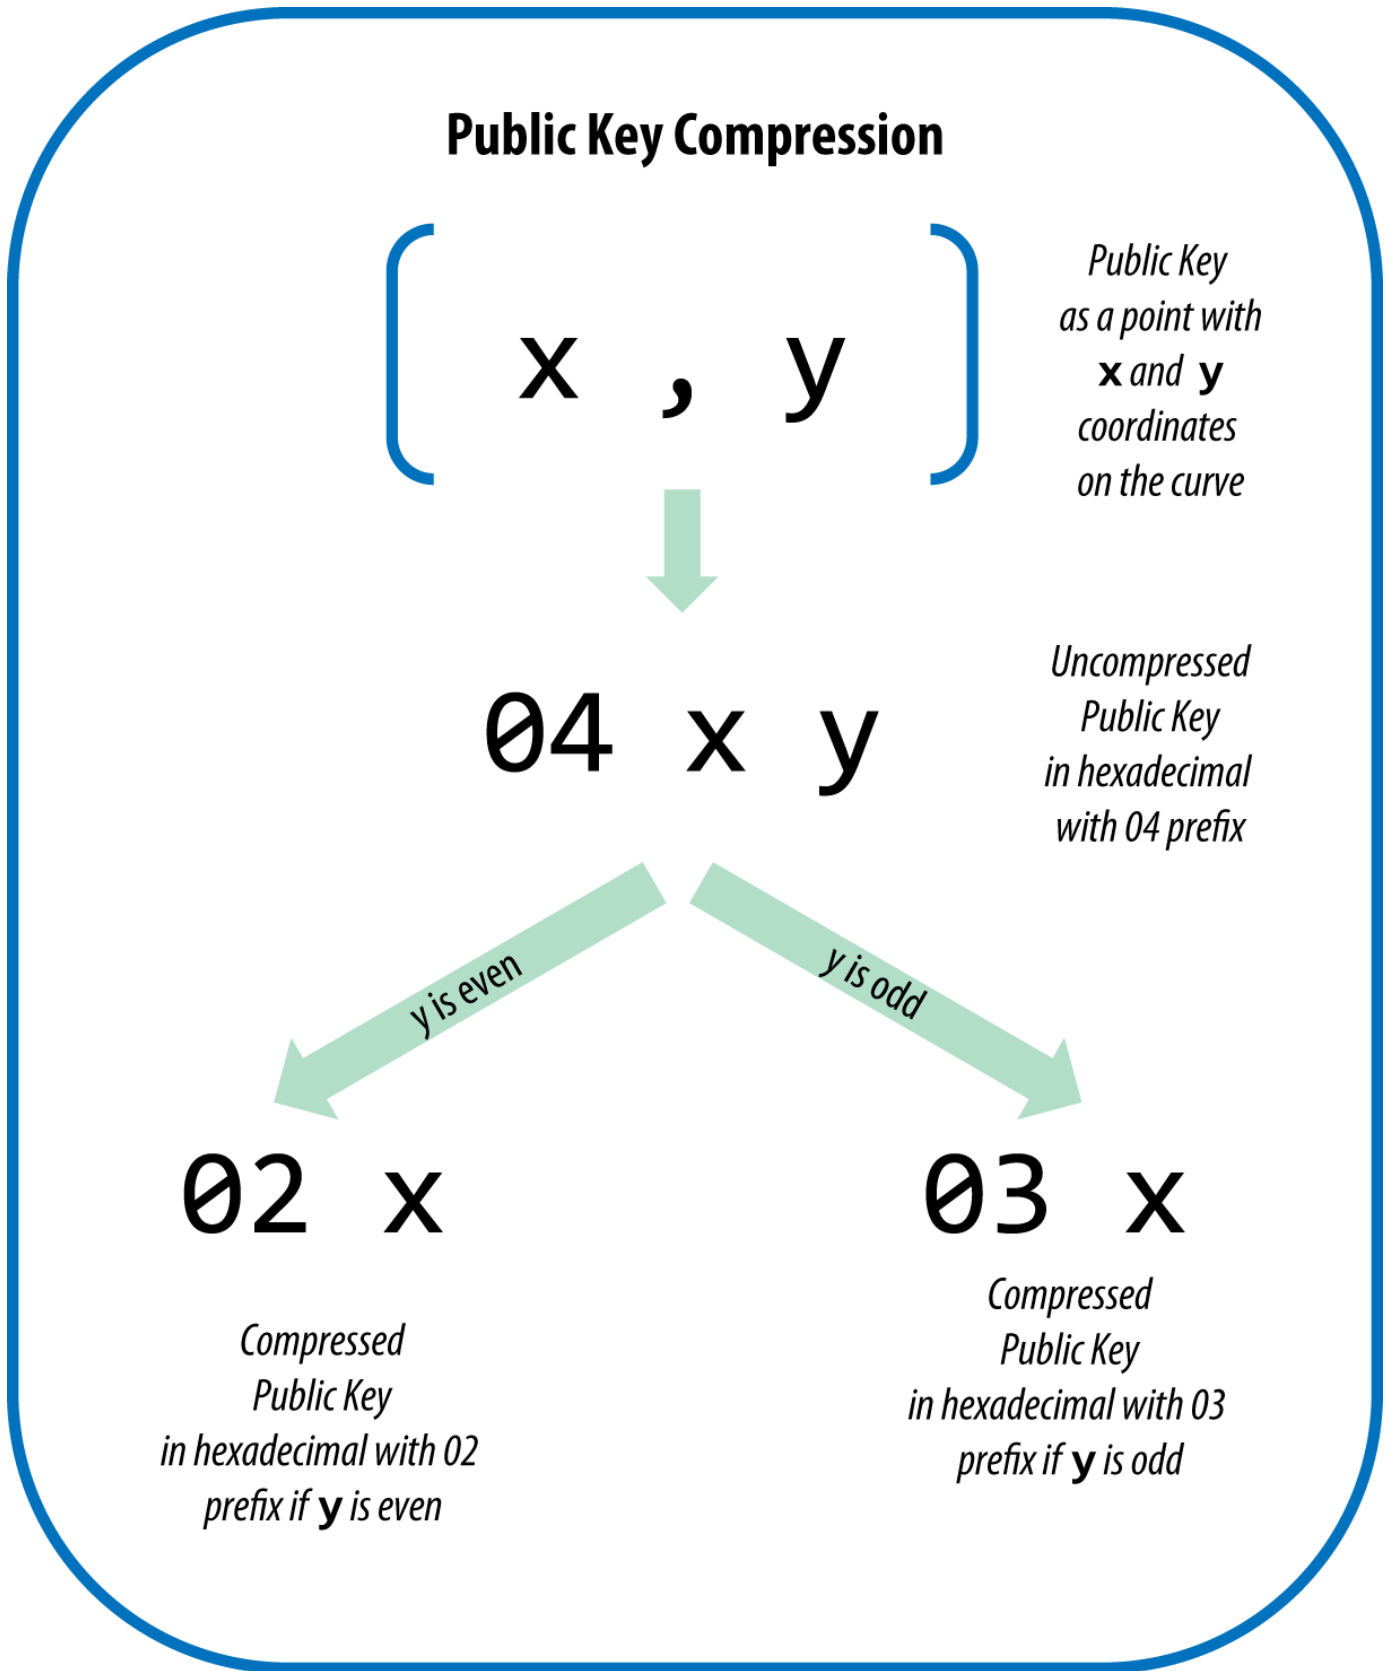 Public Key Compression
x , y
Public Key
as a point with
x and y
coordinates
on the curve
04 x y
Uncompressed
Public Key
in hexadecimal
with 04 prefix
y is even
y is odd
02 x
03 x
Compressed
Public Key
in hexadecimal with 02
prefix if y is even
Compressed
Public Key
in hexadecimal with 03
prefix if y is odd